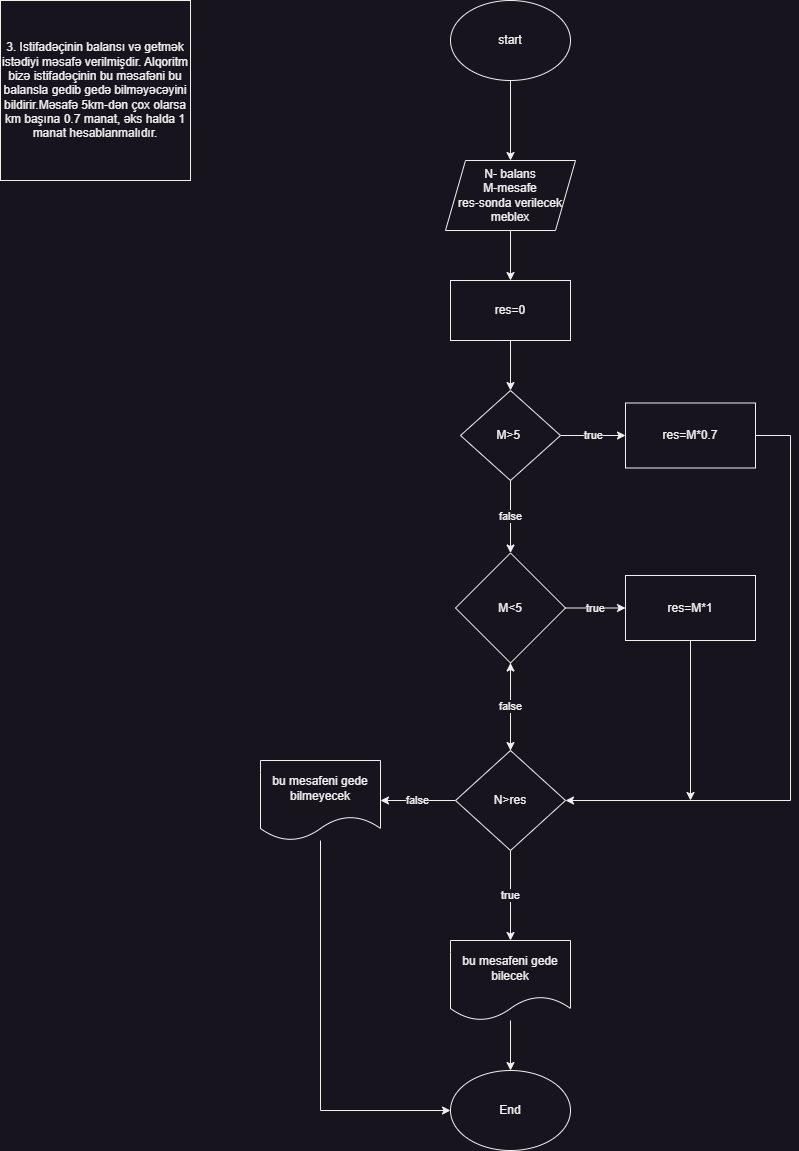 3. Istifadəçinin balansı və getmək
istədiyi məsafə verilmişdir. Alqoritm
bizə istifadəçinin bu məsafəni bu
balansla gedib gedə bilməyəcəyini
bildirir.Məsafə 5km-dən çox olarsa
km başına 0.7 manat, əks halda 1
manat hesablanmalıdır.
start
N- balans
M-mesafe
res-sonda verilecek
meblex
res=0
M>5
true
res=M*0.7
false
M<5
true
res=M*1
false
bu mesafeni gede
bilmeyecek
false
N>res
true
bu mesafeni gede
bilecek
End